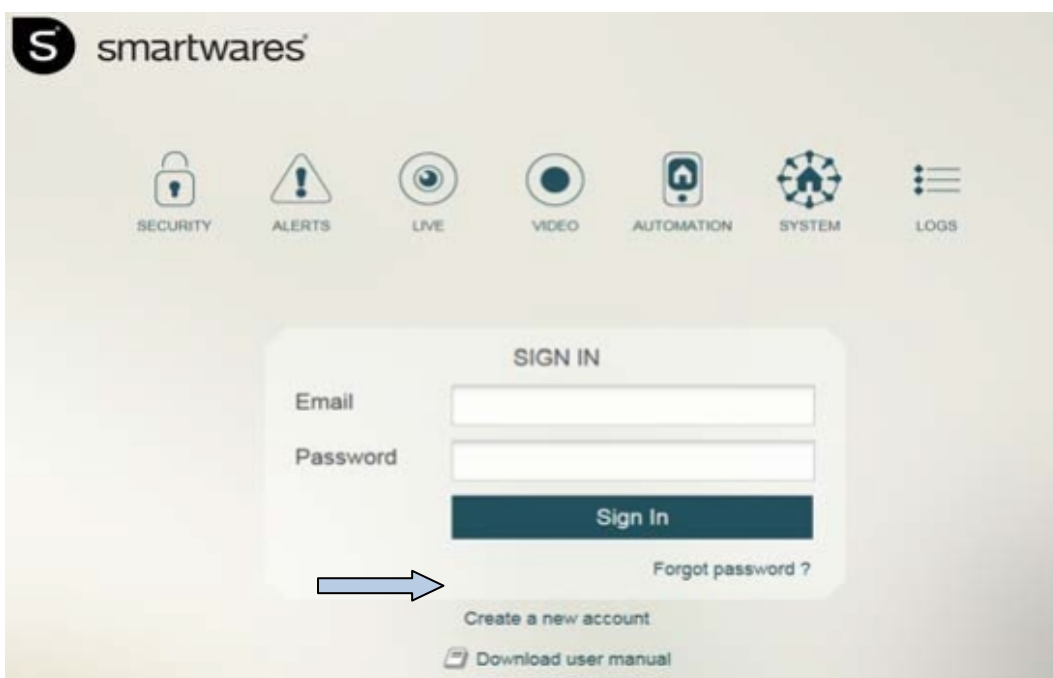 S smartwares®
SECURITY ALERTS LIVE VIDEO AUTOMATION SYSTEM LOGS
SIGN IN
Email
Password
Sign In
Forgot password ?
Create a new account
Download user manual